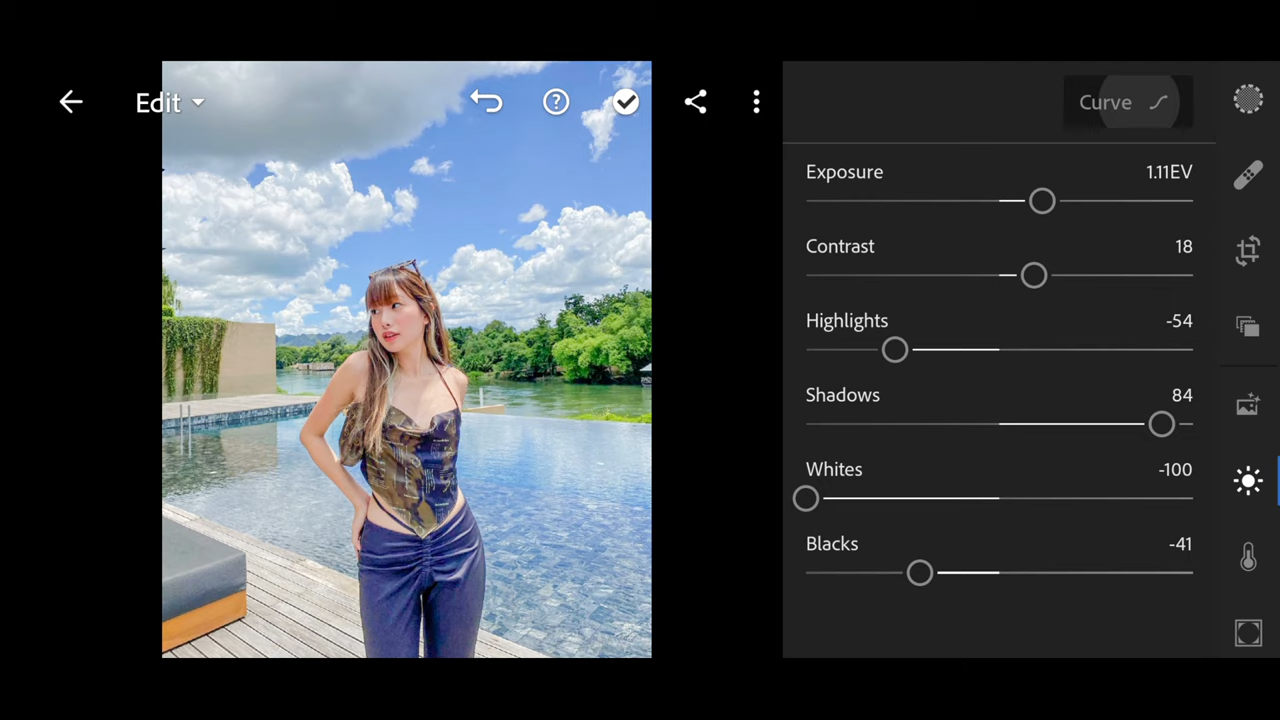 Edit
Curve
Exposure 1.11EV
Contrast 18
Highlights -54
Shadows 84
Whites -100
Blacks -41